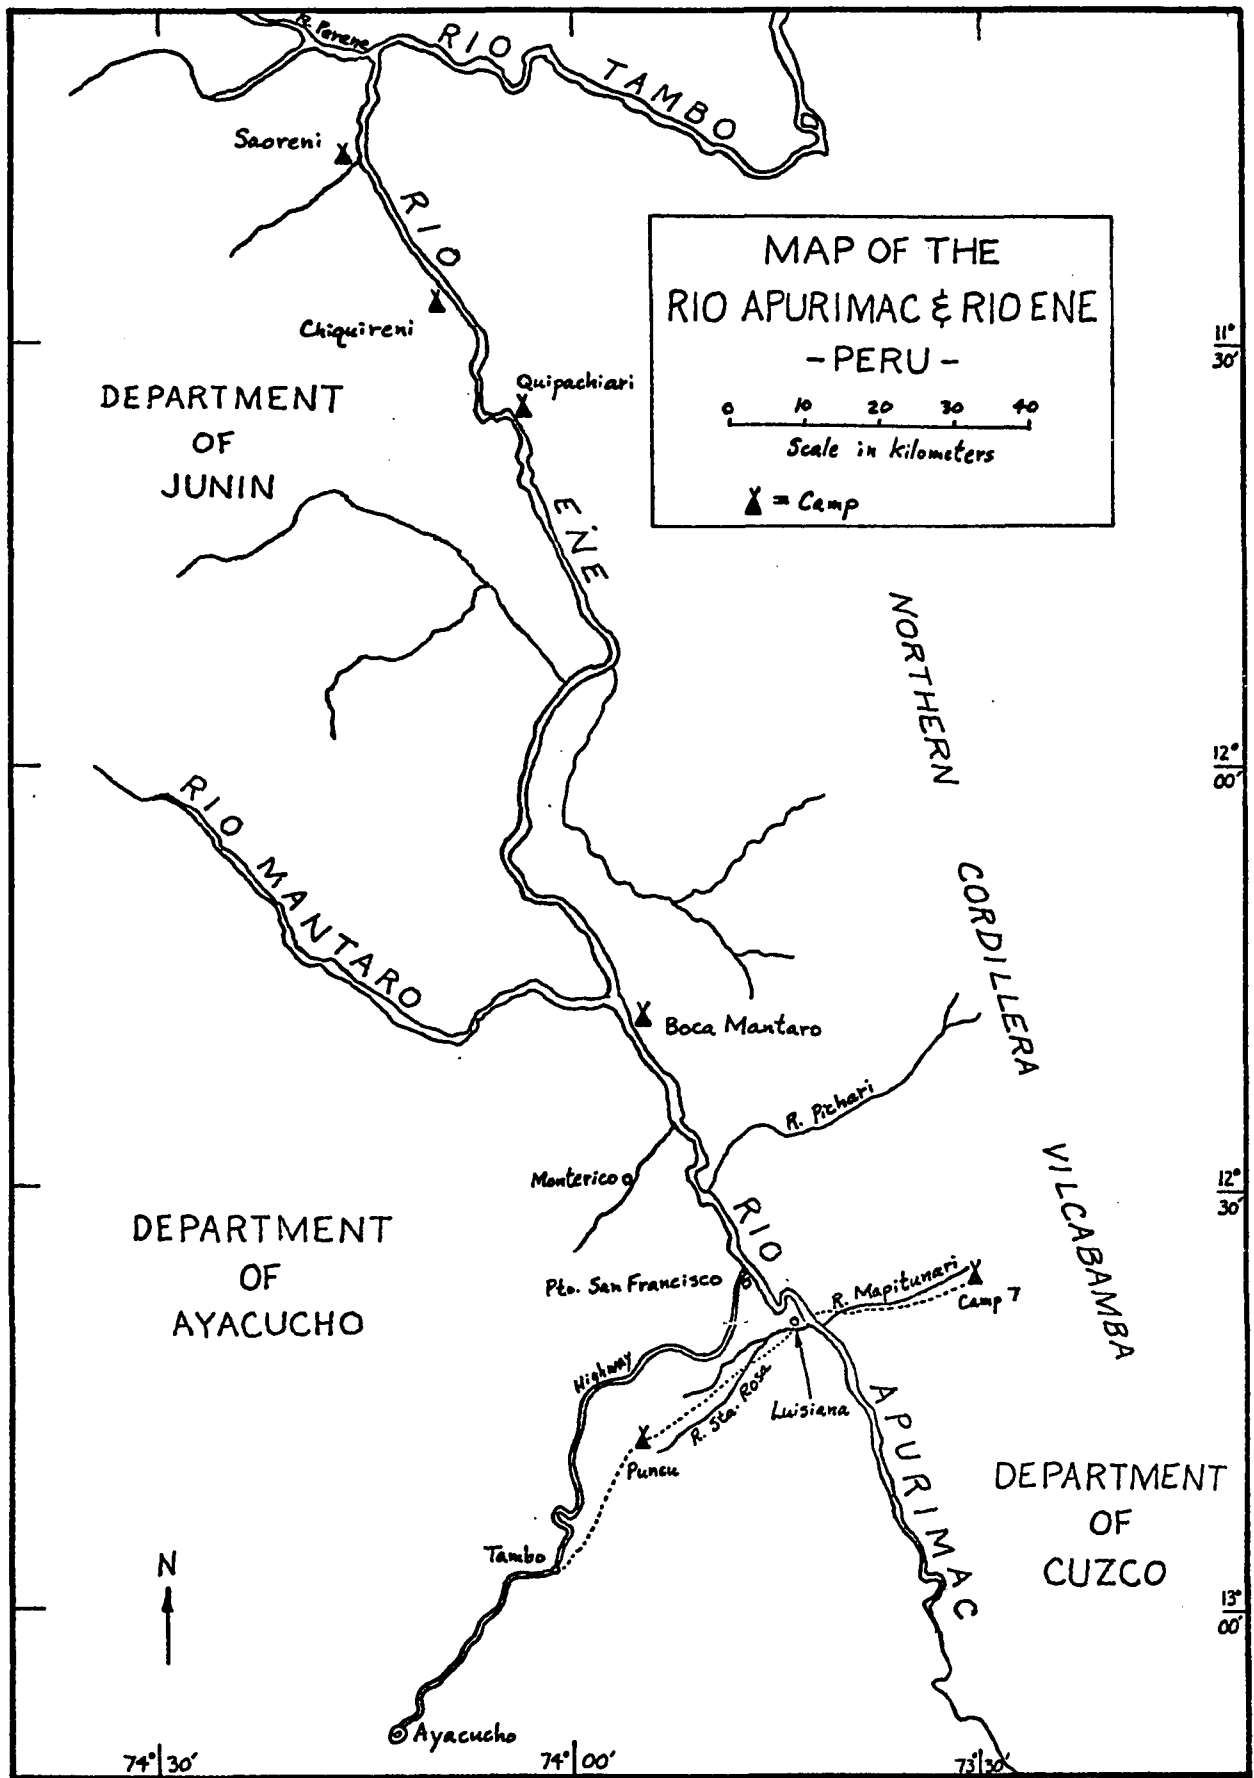 R. Perene
RIO TAMBO
Saoreni
RIO ENE
MAP OF THE
RIO APURIMAC & RIO ENE
- PERU -
0 10 20 30 40
Scale in kilometers
= Camp
Chiquireni
11° 30'
Quipachiari
DEPARTMENT
OF
JUNIN
NORTHERN CORDILLERA VILCABAMBA
12° 00'
RIO MANTARO
Boca Mantaro
R. Pichari
Monterico
12° 30'
RIO APURIMAC
DEPARTMENT
OF
AYACUCHO
Pto. San Francisco
R. Mapitunari
Camp 7
Highway
R. Sta. Rosa
Luisiana
Puncu
DEPARTMENT
OF
CUZCO
Tambo
N
13° 00'
Ayacucho
74° 30'
74° 00'
73° 30'